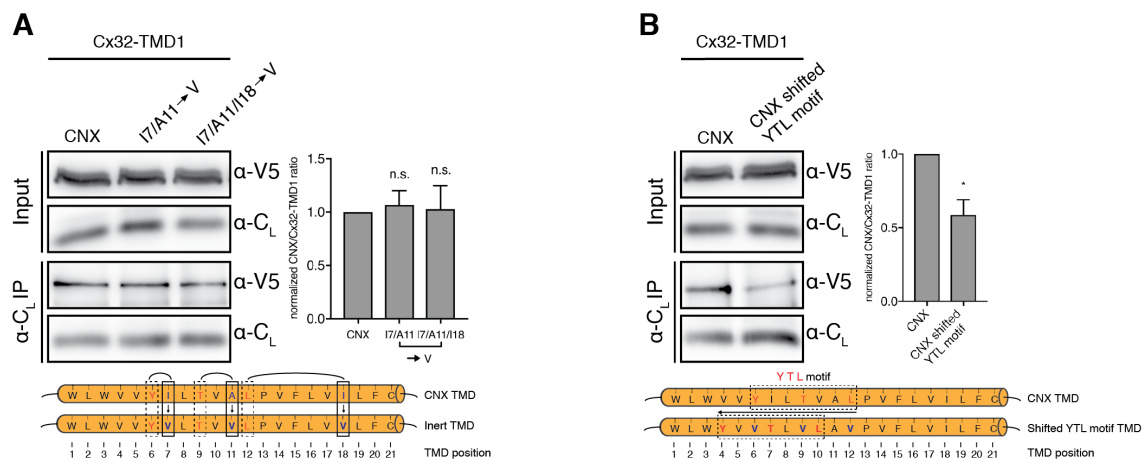 A
Cx32-TMD1
CNX
I7/A11→V
I7/A11/I18→V
Input
α-V5
α-CL
α-CL IP
α-V5
α-CL
normalized CNX/Cx32-TMD1 ratio
1.5
1.0
0.5
0.0
n.s.
n.s.
CNX
I7/A11
I7/A11/I18
→ V
W L W V V Y I L T V A L P V F L V I L F C
CNX TMD
W L W V V Y V L T V V L P V F L V V L F C
Inert TMD
1 2 3 4 5 6 7 8 9 10 11 12 13 14 15 16 17 18 19 20 21
TMD position
B
Cx32-TMD1
CNX
CNX shifted
YTL motif
Input
α-V5
α-CL
α-CL IP
α-V5
α-CL
normalized CNX/Cx32-TMD1 ratio
1.0
0.5
0.0
*
CNX
CNX shifted
YTL motif
YTL motif
W L W V V Y I L T V A L P V F L V I L F C
CNX TMD
W L W Y V V T L V L A V P V F L V I L F C
Shifted YTL motif TMD
1 2 3 4 5 6 7 8 9 10 11 12 13 14 15 16 17 18 19 20 21
TMD position